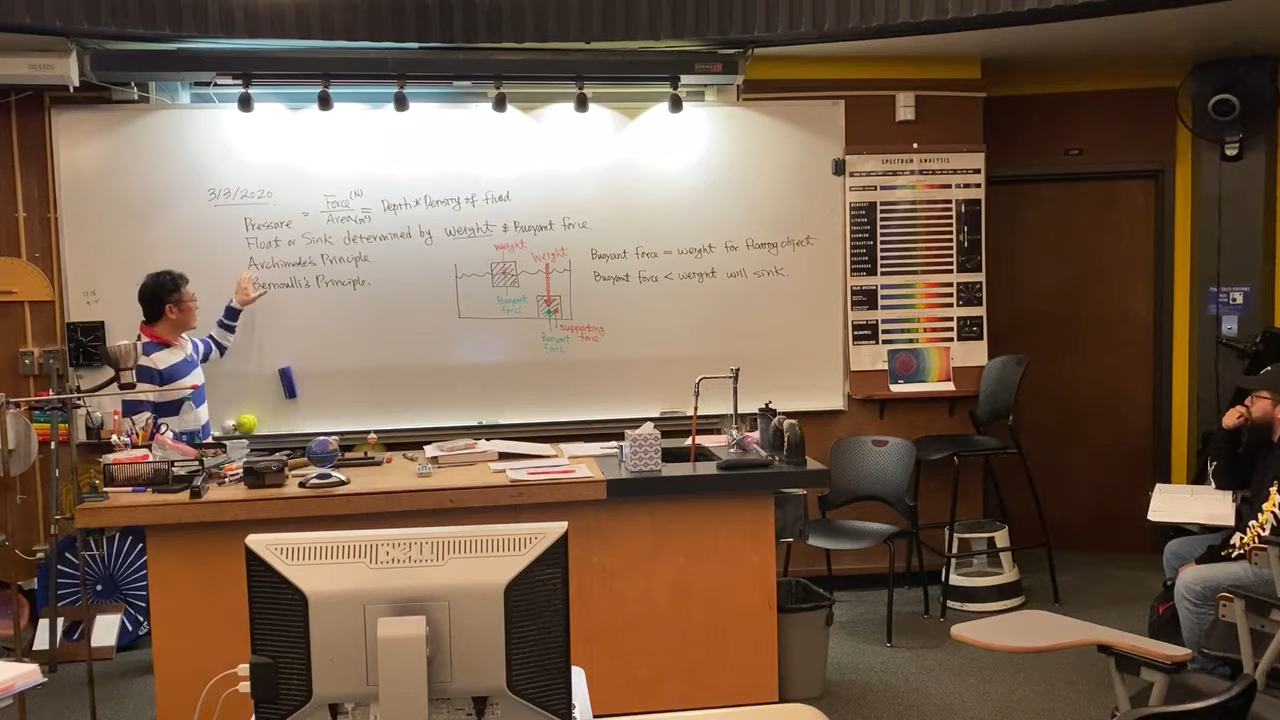 3/3/2020
Pressure = Force(N) / Area(m²) = Depth * Density of fluid
Float or Sink determined by weight & Buoyant force.
Archimede's Principle
Bernoulli's Principle.
weight
Weight
Buoyant force
supporting force
Buoyant force
Buoyant force = weight for floating object
Buoyant force < weight will sink.
SPECTRUM ANALYSIS